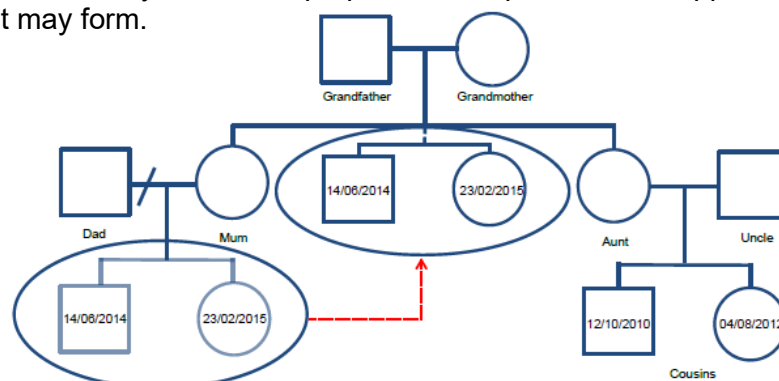 t may form.
Grandfather Grandmother
14/06/2014 23/02/2015
Dad Mum Aunt Uncle
14/06/2014 23/02/2015 12/10/2010 04/08/2012
Cousins